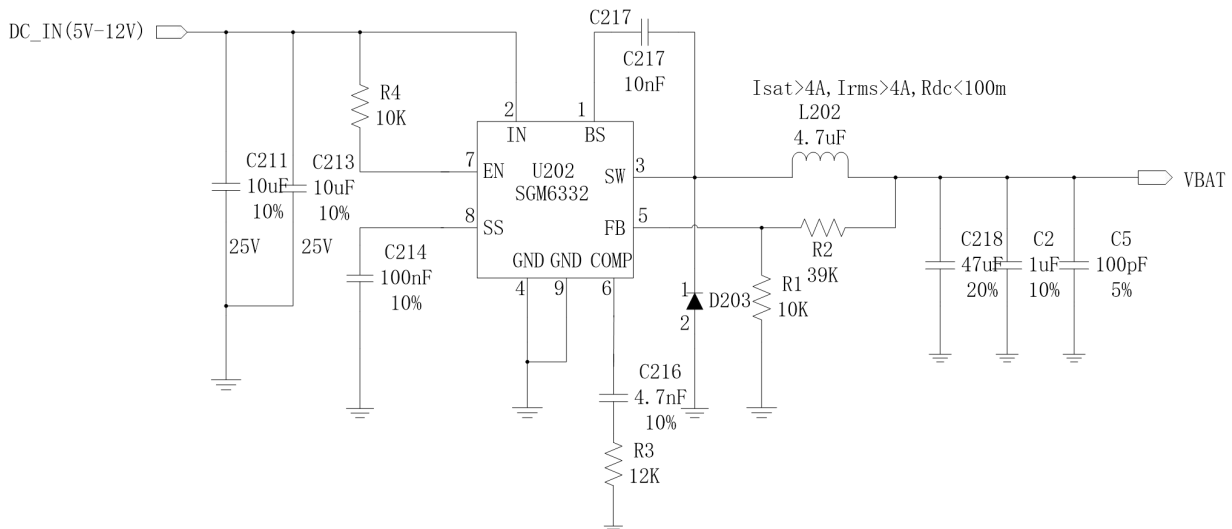 C217
DC_IN(5V-12V)
C217
10nF
Isat>4A, Irms>4A, Rdc<100m
L202
4.7uF
R4
10K
2
1
IN
BS
7
EN
U202
SGM6332
SW
3
VBAT
C211
10uF
10%
25V
C213
10uF
10%
25V
8
SS
FB
5
R2
39K
C214
100nF
10%
GND
GND
COMP
4
9
6
1
D203
2
R1
10K
C218
47uF
20%
C2
1uF
10%
C5
100pF
5%
C216
4.7nF
10%
R3
12K